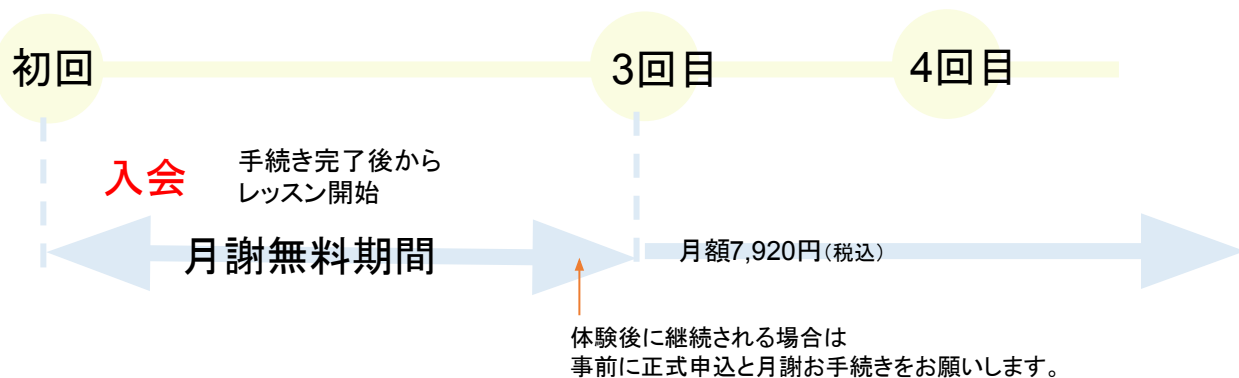 初回
3回目
4回目
入会
手続き完了後から
レッスン開始
月謝無料期間
月額7,920円(税込)
体験後に継続される場合は
事前に正式申込と月謝お手続きをお願いします。